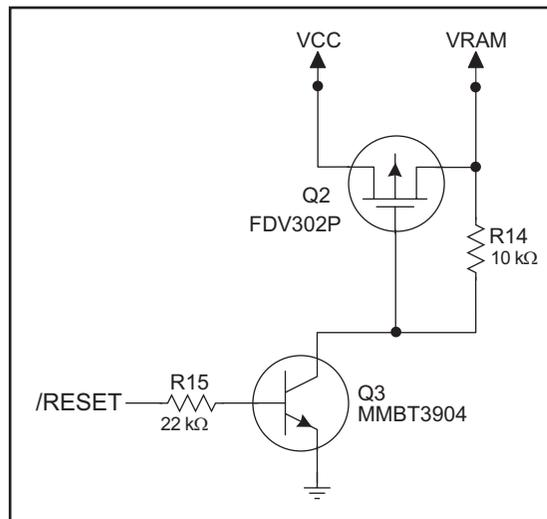 VCC
VRAM
Q2
FDV302P
R14
10 kΩ
R15
22 kΩ
/RESET
Q3
MMBT3904